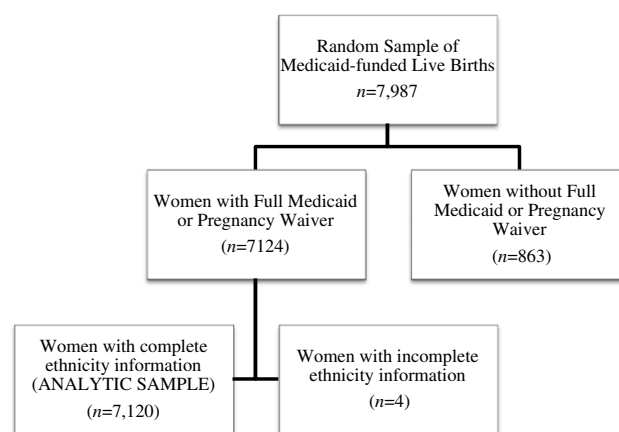 Random Sample of
Medicaid-funded Live Births
n=7,987
Women with Full Medicaid
or Pregnancy Waiver
(n=7124)
Women without Full
Medicaid or Pregnancy
Waiver
(n=863)
Women with complete
ethnicity information
(ANALYTIC SAMPLE)
(n=7,120)
Women with incomplete
ethnicity information
(n=4)